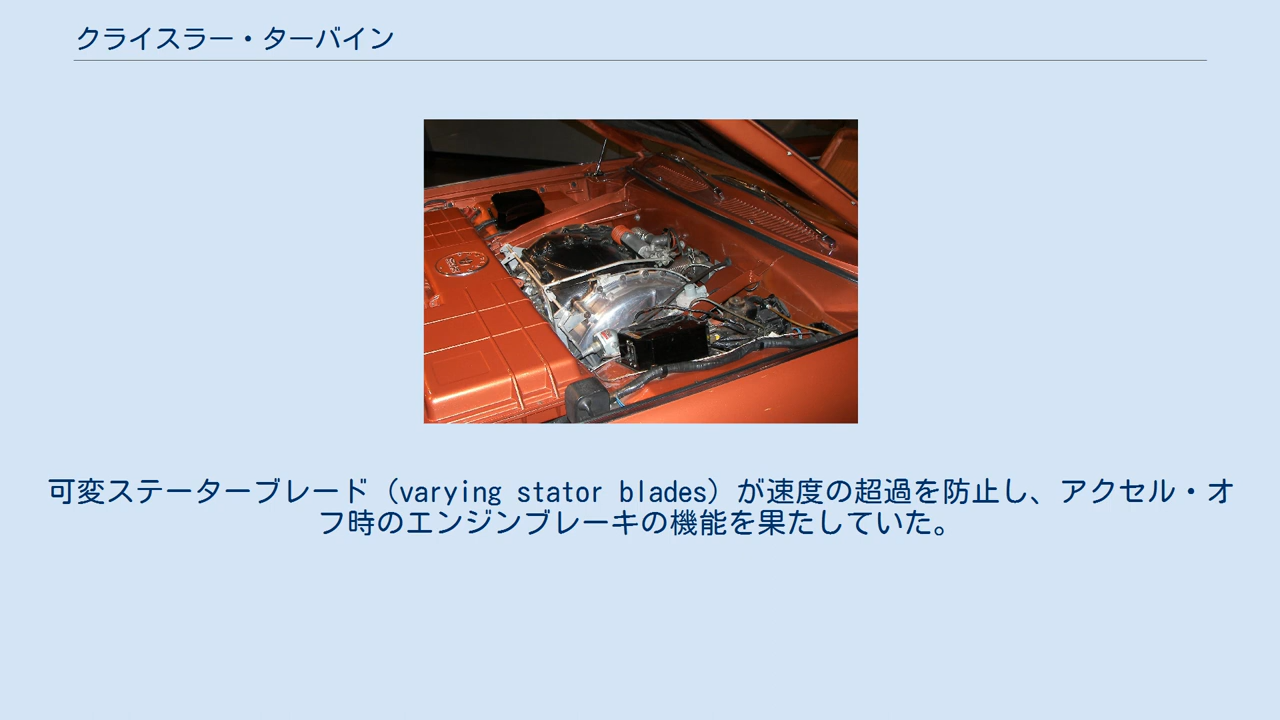 クライスラー・ターバイン
可変ステーターブレード（varying stator blades）が速度の超過を防止し、アクセル・オ
フ時のエンジンブレーキの機能を果たしていた。